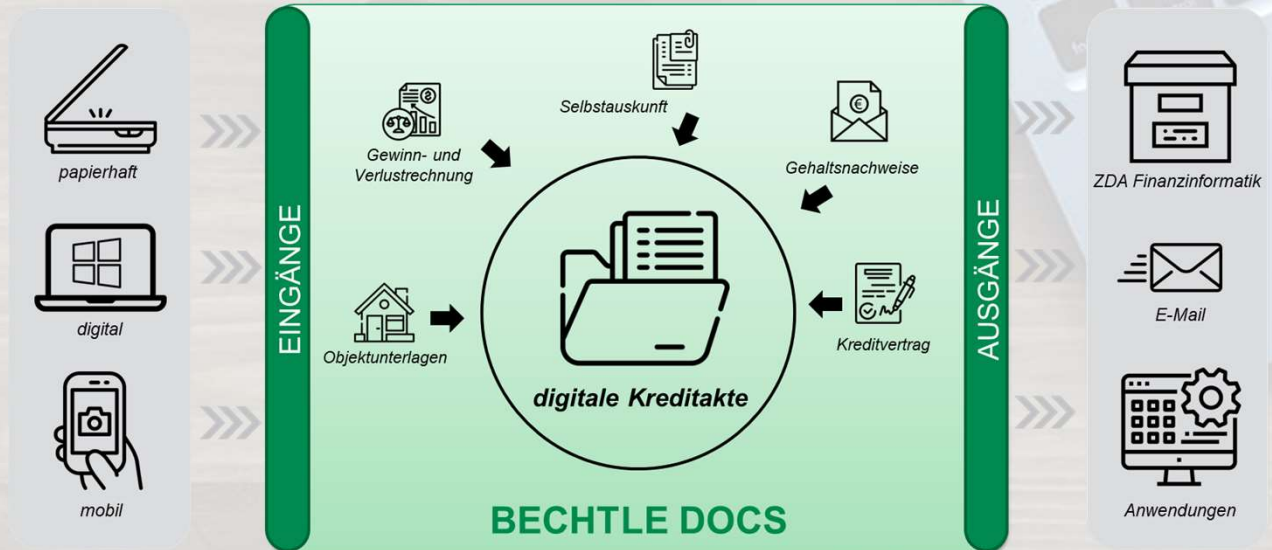 papierhaft
digital
mobil
EINGÄNGE
Gewinn- und
Verlustrechnung
Selbstauskunft
Gehaltsnachweise
Objektunterlagen
Kreditvertrag
digitale Kreditakte
BECHTLE DOCS
AUSGÄNGE
ZDA Finanzinformatik
E-Mail
Anwendungen